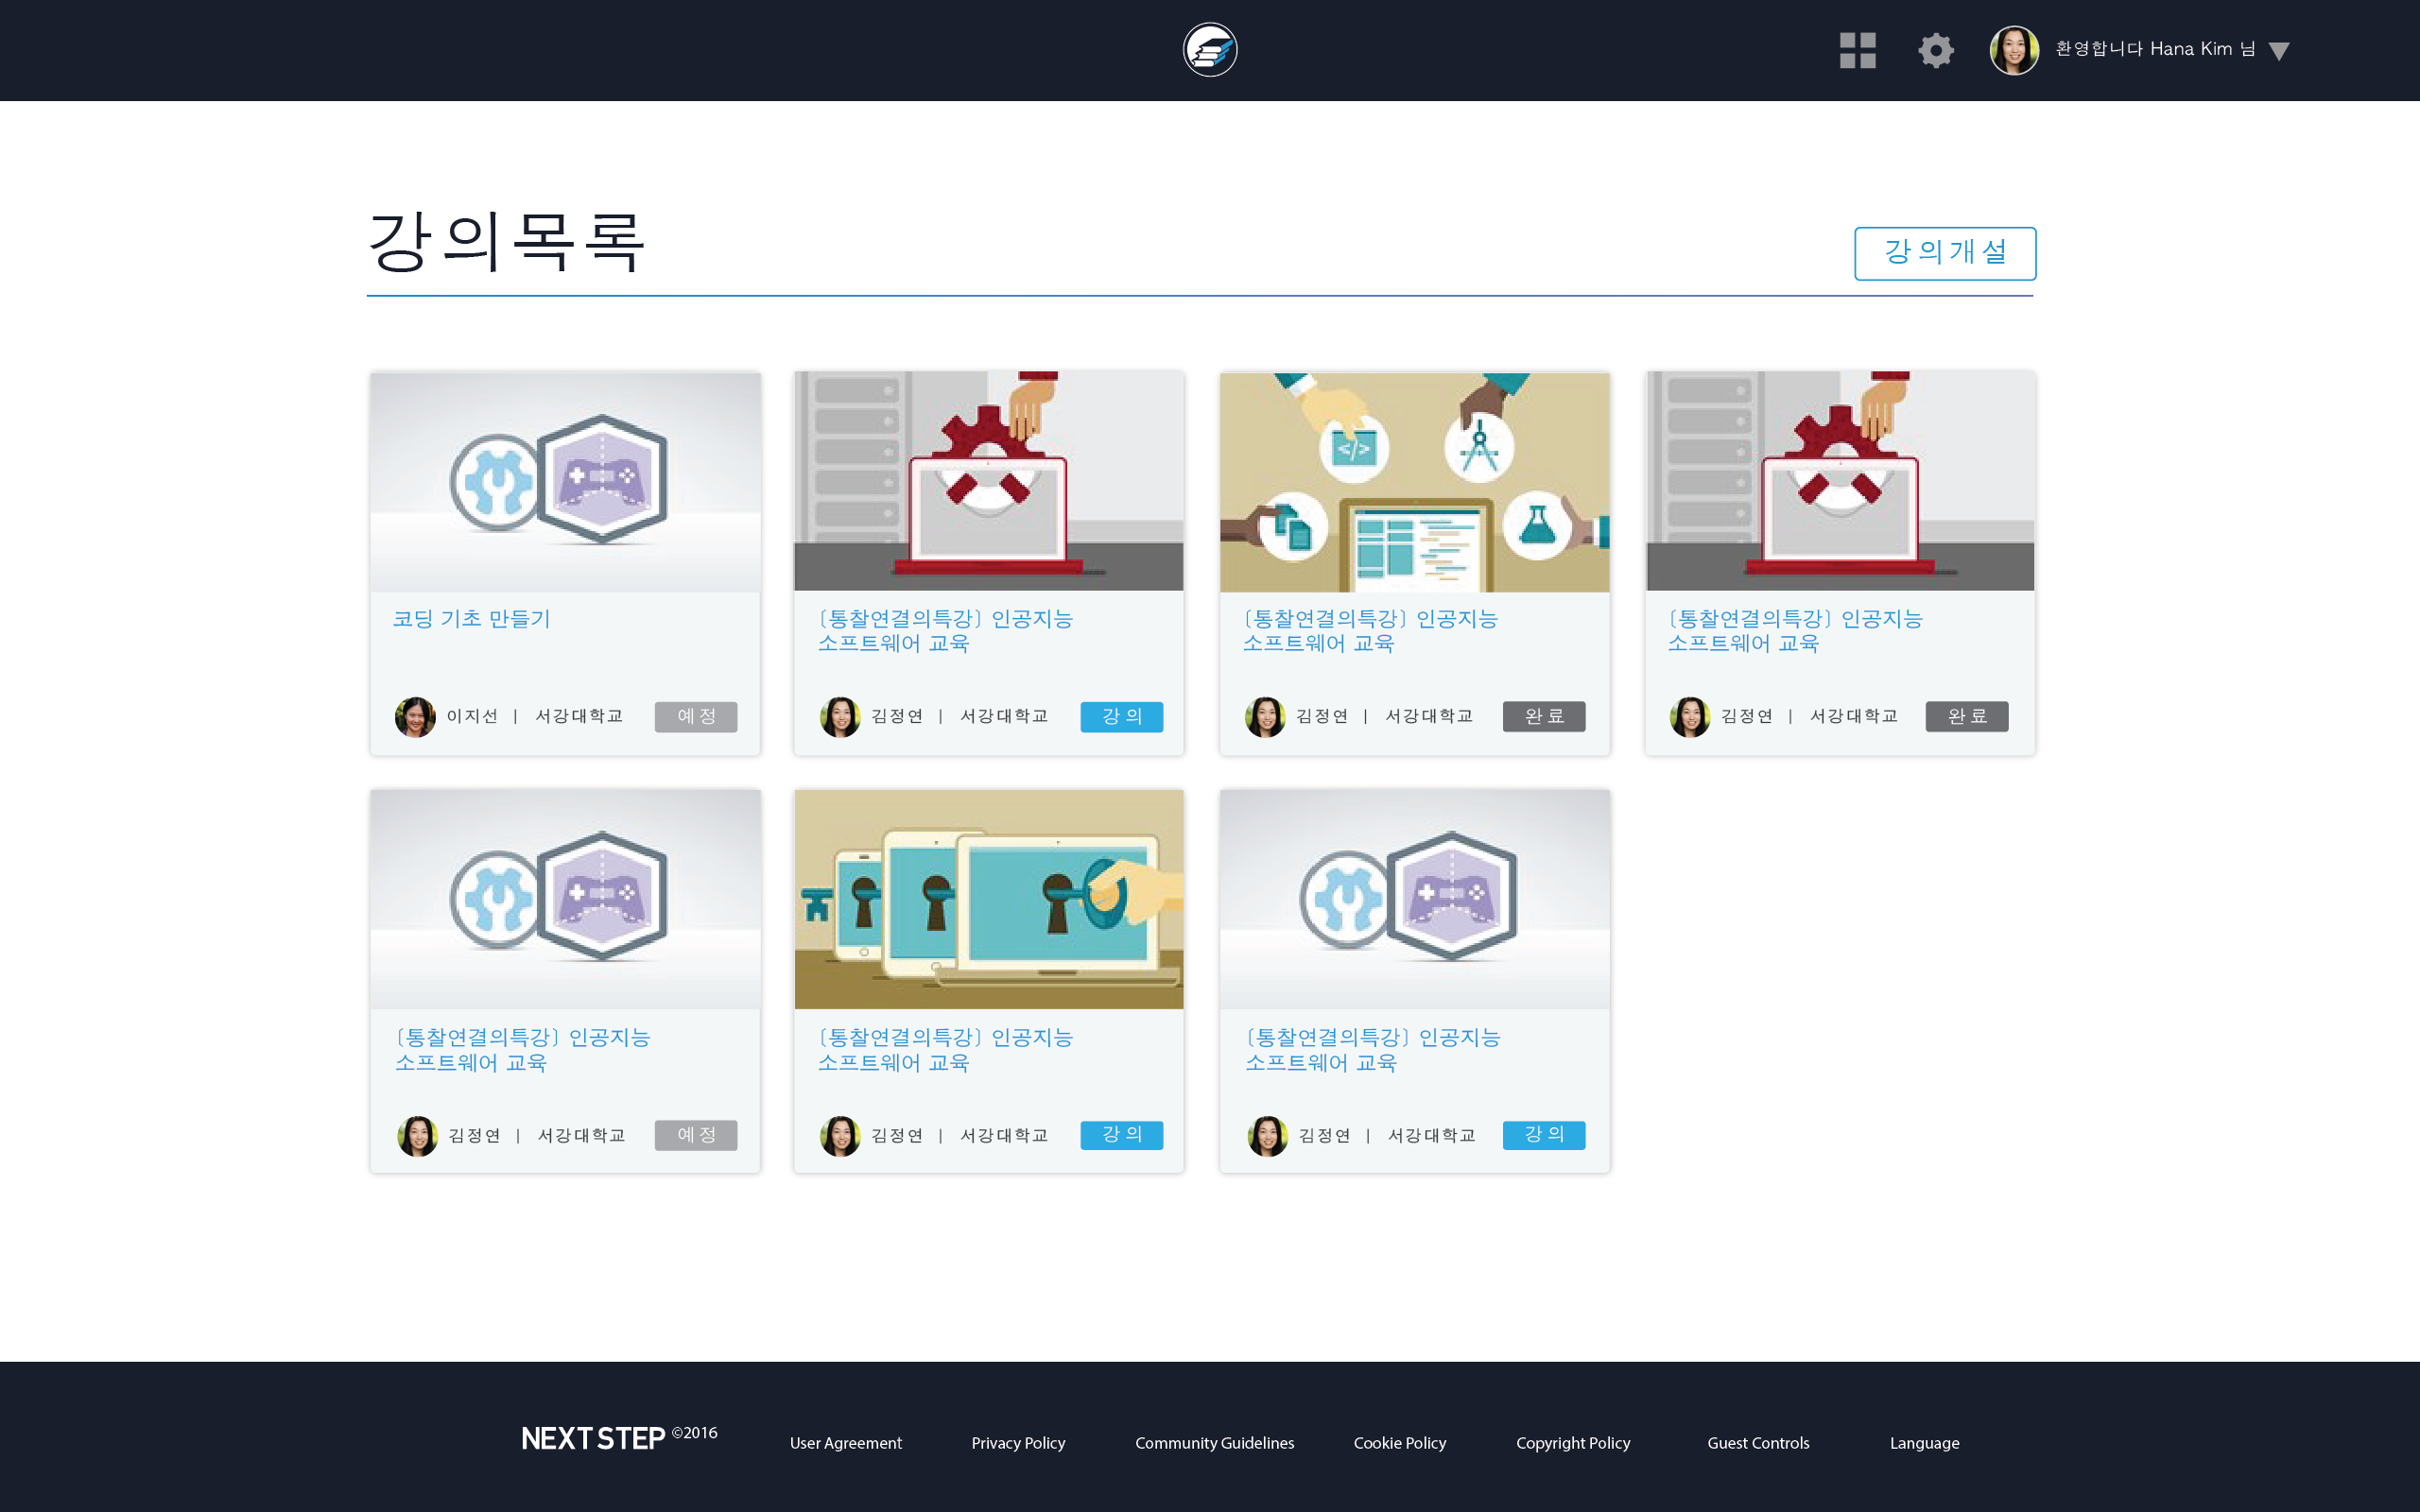 환영합니다 Hana Kim 님
강의목록
강의개설
코딩 기초 만들기
이지선 | 서강대학교
예정
〔통찰연결의특강〕 인공지능
소프트웨어 교육
김정연 | 서강대학교
강의
〔통찰연결의특강〕 인공지능
소프트웨어 교육
김정연 | 서강대학교
완료
〔통찰연결의특강〕 인공지능
소프트웨어 교육
김정연 | 서강대학교
완료
〔통찰연결의특강〕 인공지능
소프트웨어 교육
김정연 | 서강대학교
예정
〔통찰연결의특강〕 인공지능
소프트웨어 교육
김정연 | 서강대학교
강의
〔통찰연결의특강〕 인공지능
소프트웨어 교육
김정연 | 서강대학교
강의
NEXT STEP ©2016
User Agreement
Privacy Policy
Community Guidelines
Cookie Policy
Copyright Policy
Guest Controls
Language